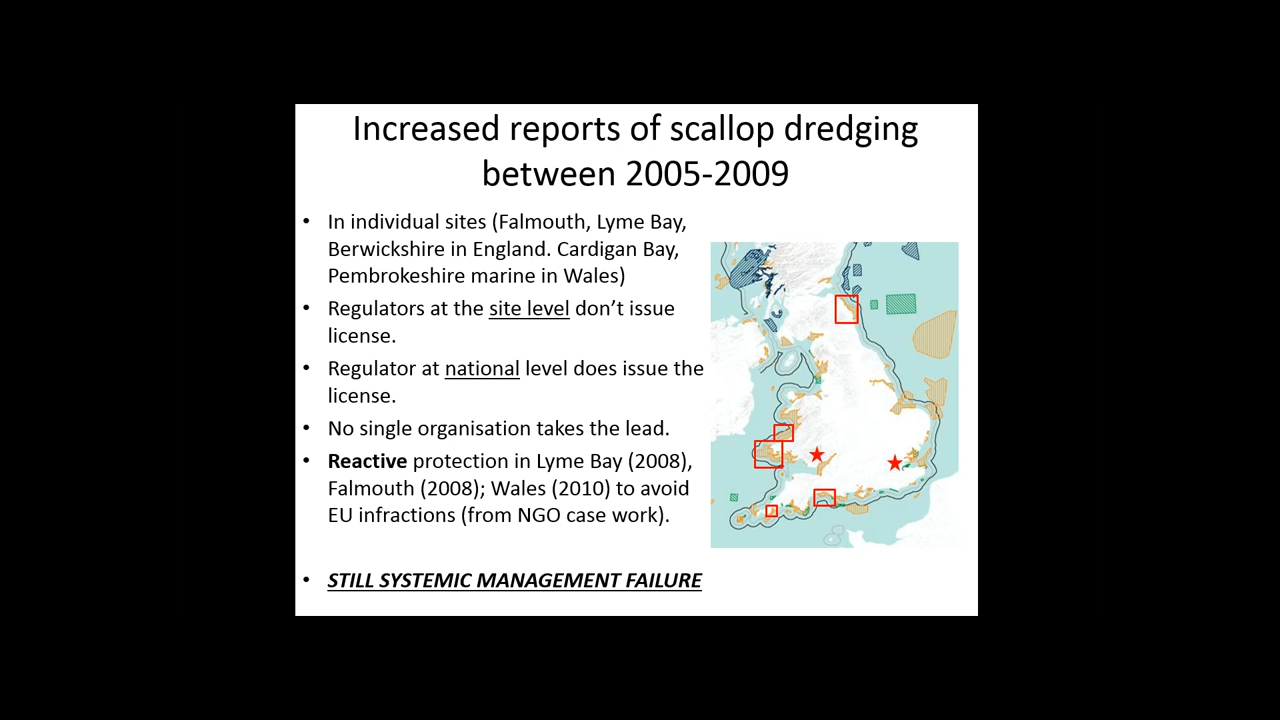 Increased reports of scallop dredging
between 2005-2009
• In individual sites (Falmouth, Lyme Bay,
Berwickshire in England. Cardigan Bay,
Pembrokeshire marine in Wales)
• Regulators at the site level don’t issue
license.
• Regulator at national level does issue the
license.
• No single organisation takes the lead.
• Reactive protection in Lyme Bay (2008),
Falmouth (2008); Wales (2010) to avoid
EU infractions (from NGO case work).
• STILL SYSTEMIC MANAGEMENT FAILURE